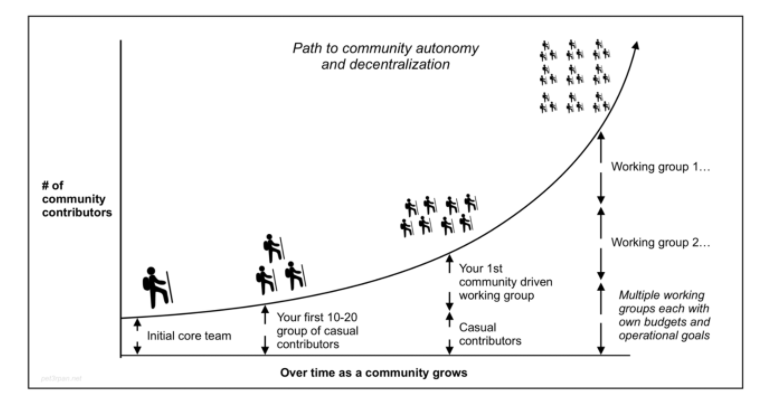 Path to community autonomy
and decentralization
# of
community
contributors
Working group 1...
Working group 2...
Your 1st
community driven
working group
Multiple working
groups each with
own budgets and
operational goals
Your first 10-20
group of casual
contributors
Initial core team
Casual
contributors
Over time as a community grows